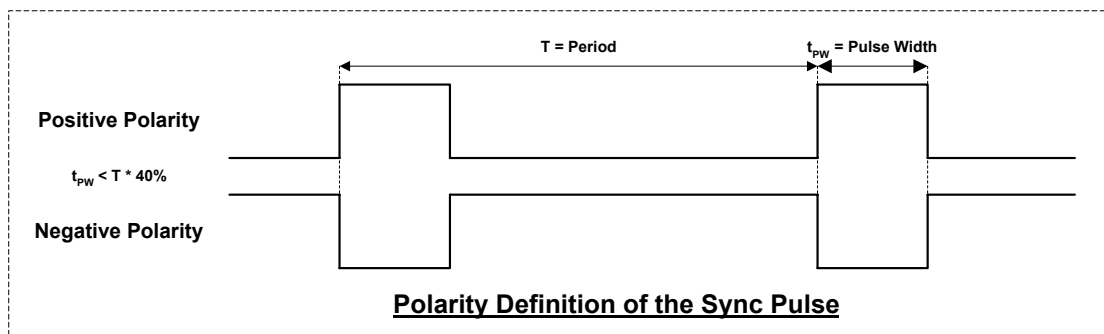 T = Period
tPW = Pulse Width
Positive Polarity
tPW < T * 40%
Negative Polarity
Polarity Definition of the Sync Pulse